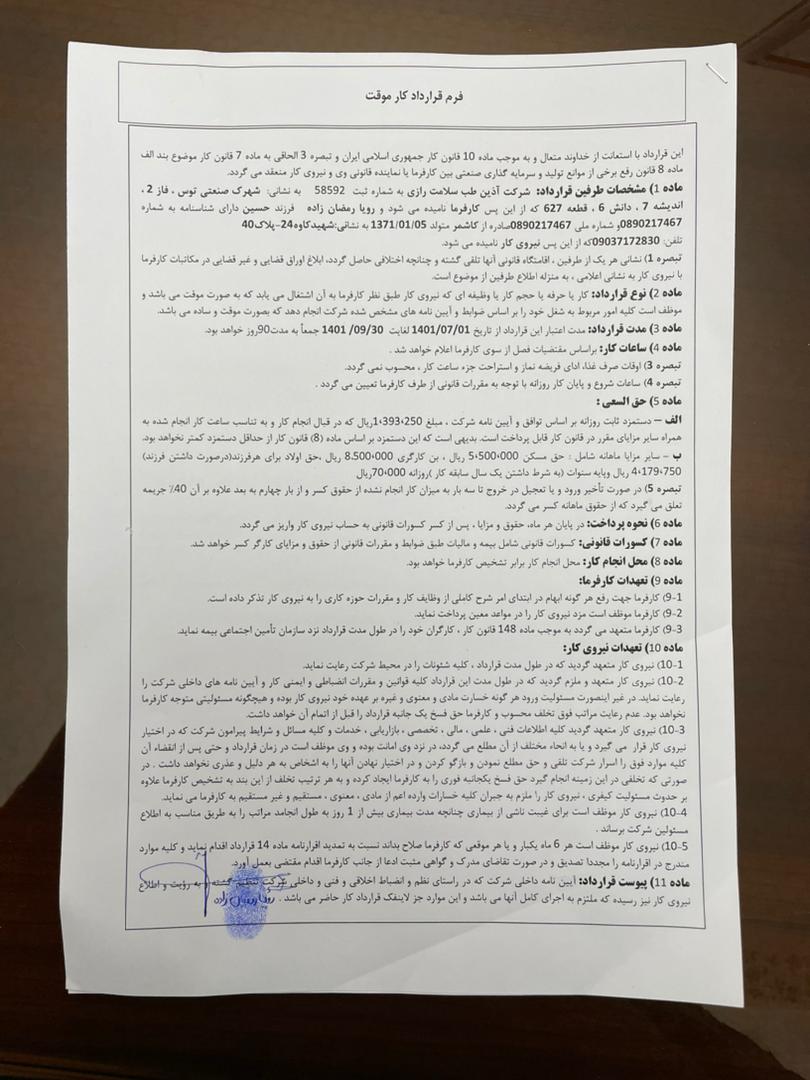 فرم قرارداد کار موقت
این قرارداد با استعانت از خداوند متعال و به موجب ماده 10 قانون کار جمهوری اسلامی ایران و تبصره 3 الحاقی به ماده 7 قانون کار موضوع بند الف
ماده 8 قانون رفع برخی از موانع تولید و سرمایه گذاری صنعتی بین کارفرما یا نماینده قانونی وی و نیروی کار منعقد می گردد.
ماده 1) مشخصات طرفین قرارداد: شرکت آذین طب سلامت رازی به شماره ثبت 58592 به نشانی: شهرک صنعتی توس ، فاز 2 ،
اندیشه 7 ، دانش 6 ، قطعه 627 که از این پس کارفرما نامیده می شود و رویا رمضان زاده فرزند حسین دارای شناسنامه به شماره
0890217467و شماره ملی 0890217467صادره از کاشمر متولد 1371/01/05 به نشانی:شهیدکاوه24-پلاک40
تلفن: 09037172830که از این پس نیروی کار نامیده می شود.
تبصره 1) نشانی هر یک از طرفین ، اقامتگاه قانونی آنها تلقی گشته و چنانچه اختلافی حاصل گردد، ابلاغ اوراق قضایی و غیر قضایی در مکاتبات کارفرما
با نیروی کار به نشانی اعلامی ، به منزله اطلاع طرفین از موضوع است.
ماده 2) نوع قرارداد: کار یا حرفه یا حجم کار یا وظیفه ای که نیروی کار طبق نظر کارفرما به آن اشتغال می یابد که به صورت موقت می باشد و
موظف است کلیه امور مربوط به شغل خود را بر اساس ضوابط و آیین نامه های مشخص شده شرکت انجام دهد که بصورت موقت و ساده می باشد.
ماده 3) مدت قرارداد: مدت اعتبار این قرارداد از تاریخ 1401/07/01 لغایت 1401/09/30 جمعاً به مدت90روز خواهد بود.
ماده 4) ساعات کار: براساس مقتضیات فصل از سوی کارفرما اعلام خواهد شد .
تبصره 3) اوقات صرف غذا، ادای فریضه نماز و استراحت جزء ساعت کار ، محسوب نمی گردد.
تبصره 4) ساعات شروع و پایان کار روزانه با توجه به مقررات قانونی از طرف کارفرما تعیین می گردد .
ماده 5) حق السعی :
الف – دستمزد ثابت روزانه بر اساس توافق و آیین نامه شرکت ، مبلغ 1،393،250ریال که در قبال انجام کار و به تناسب ساعت کار انجام شده به
همراه سایر مزایای مقرر در قانون کار قابل پرداخت است. بدیهی است که این دستمزد بر اساس ماده (8) قانون کار از حداقل دستمزد کمتر نخواهد بود.
ب – سایر مزایا ماهانه شامل : حق مسکن 5،500،000 ریال ، بن کارگری 8.500،000 ریال ،حق اولاد برای هرفرزند(درصورت داشتن فرزند)
4،179،750 ریال وپایه سنوات (به شرط داشتن یک سال سابقه کار )روزانه 70،000ریال
تبصره 5) در صورت تأخیر ورود و یا تعجیل در خروج تا سه بار به میزان کار انجام نشده از حقوق کسر و از بار چهارم به بعد علاوه بر آن 40٪ جریمه
تعلق می گیرد که از حقوق ماهانه کسر می گردد.
ماده 6) نحوه پرداخت: در پایان هر ماه، حقوق و مزایا ، پس از کسر کسورات قانونی به حساب نیروی کار واریز می گردد.
ماده 7) کسورات قانونی: کسورات قانونی شامل بیمه و مالیات طبق ضوابط و مقررات قانونی از حقوق و مزایای کارگر کسر خواهد شد.
ماده 8) محل انجام کار: محل انجام کار برابر تشخیص کارفرما خواهد بود.
ماده 9) تعهدات کارفرما:
9-1) کارفرما جهت رفع هر گونه ابهام در ابتدای امر شرح کاملی از وظایف کار و مقررات حوزه کاری را به نیروی کار تذکر داده است.
9-2) کارفرما موظف است مزد نیروی کار را در مواعد معین پرداخت نماید.
9-3) کارفرما متعهد می گردد به موجب ماده 148 قانون کار ، کارگران خود را در طول مدت قرارداد نزد سازمان تأمین اجتماعی بیمه نماید.
ماده 10) تعهدات نیروی کار:
10-1) نیروی کار متعهد گردید که در طول مدت قرارداد ، کلیه شئونات را در محیط شرکت رعایت نماید.
10-2) نیروی کار متعهد و ملزم گردید که در طول مدت این قرارداد کلیه قوانین و مقررات انضباطی و ایمنی کار و آیین نامه های داخلی شرکت را
رعایت نماید. در غیر اینصورت مسئولیت ورود هر گونه خسارت مادی و معنوی و غیره بر عهده خود نیروی کار بوده و هیچگونه مسئولیتی متوجه کارفرما
نخواهد بود. عدم رعایت مراتب فوق تخلف محسوب و کارفرما حق فسخ یک جانبه قرارداد را قبل از اتمام آن خواهد داشت.
10-3) نیروی کار متعهد گردید کلیه اطلاعات فنی ، علمی ، مالی ، تخصصی ، بازاریابی ، خدمات و کلیه مسائل و شرایط پیرامون شرکت که در اختیار
نیروی کار قرار می گیرد و یا به انحاء مختلف از آن مطلع می گردد، در نزد وی امانت بوده و وی موظف است در زمان قرارداد و حتی پس از انقضاء آن
کلیه موارد فوق را اسرار شرکت تلقی و حق مطلع نمودن و بازگو کردن و در اختیار نهادن آنها را به اشخاص به هر دلیل و عذری نخواهد داشت . در
صورتی که تخلفی در این زمینه انجام گیرد حق فسخ یکجانبه فوری را به کارفرما ایجاد کرده و به هر ترتیب تخلف از این بند به تشخیص کارفرما علاوه
بر حدوث مسئولیت کیفری ، نیروی کار را ملزم به جبران کلیه خسارات وارده اعم از مادی ، معنوی ، مستقیم و غیر مستقیم به کارفرما می نماید.
10-4) نیروی کار موظف است برای غیبت ناشی از بیماری چنانچه مدت بیماری بیش از 1 روز به طول انجامد مراتب را به طریق مناسب به اطلاع
مسئولین شرکت برساند .
10-5) نیروی کار موظف است هر 6 ماه یکبار و یا هر موقعی که کارفرما صلاح بداند نسبت به تمدید اقرارنامه ماده 14 قرارداد اقدام نماید و کلیه موارد
مندرج در اقرارنامه را مجددا تصدیق و در صورت تقاضای مدرک و گواهی مثبت ادعا از جانب کارفرما اقدام مقتضی بعمل آورد.
ماده 11) پیوست قرارداد: آیین نامه داخلی شرکت که در راستای نظم و انضباط اخلاقی و فنی و داخلی شرکت تنظیم گشته و به رؤیت و اطلاع
نیروی کار نیز رسیده که ملتزم به اجرای کامل آنها می باشد و این موارد جز لاینفک قرارداد کار حاضر می باشد .
رویا رمضان زاده